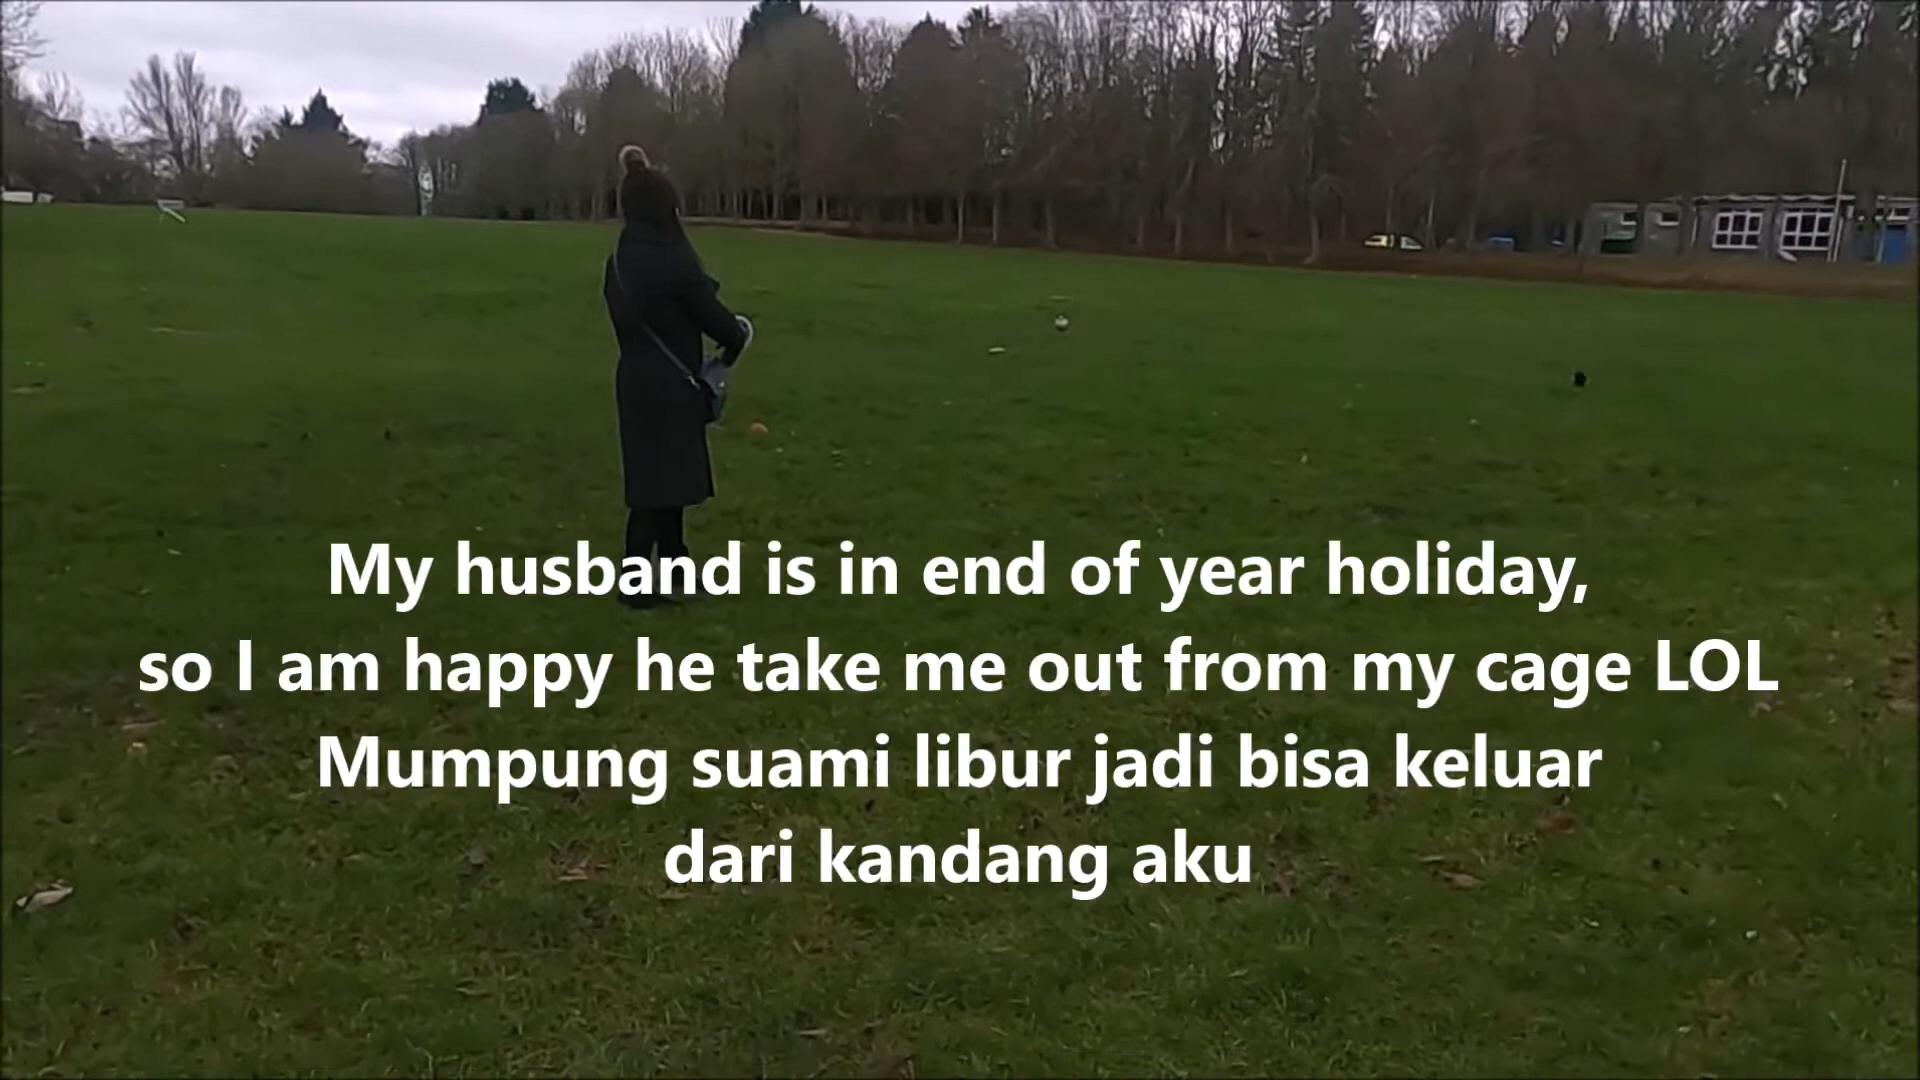 My husband is in end of year holiday,
so I am happy he take me out from my cage LOL
Mumpung suami libur jadi bisa keluar
dari kandang aku